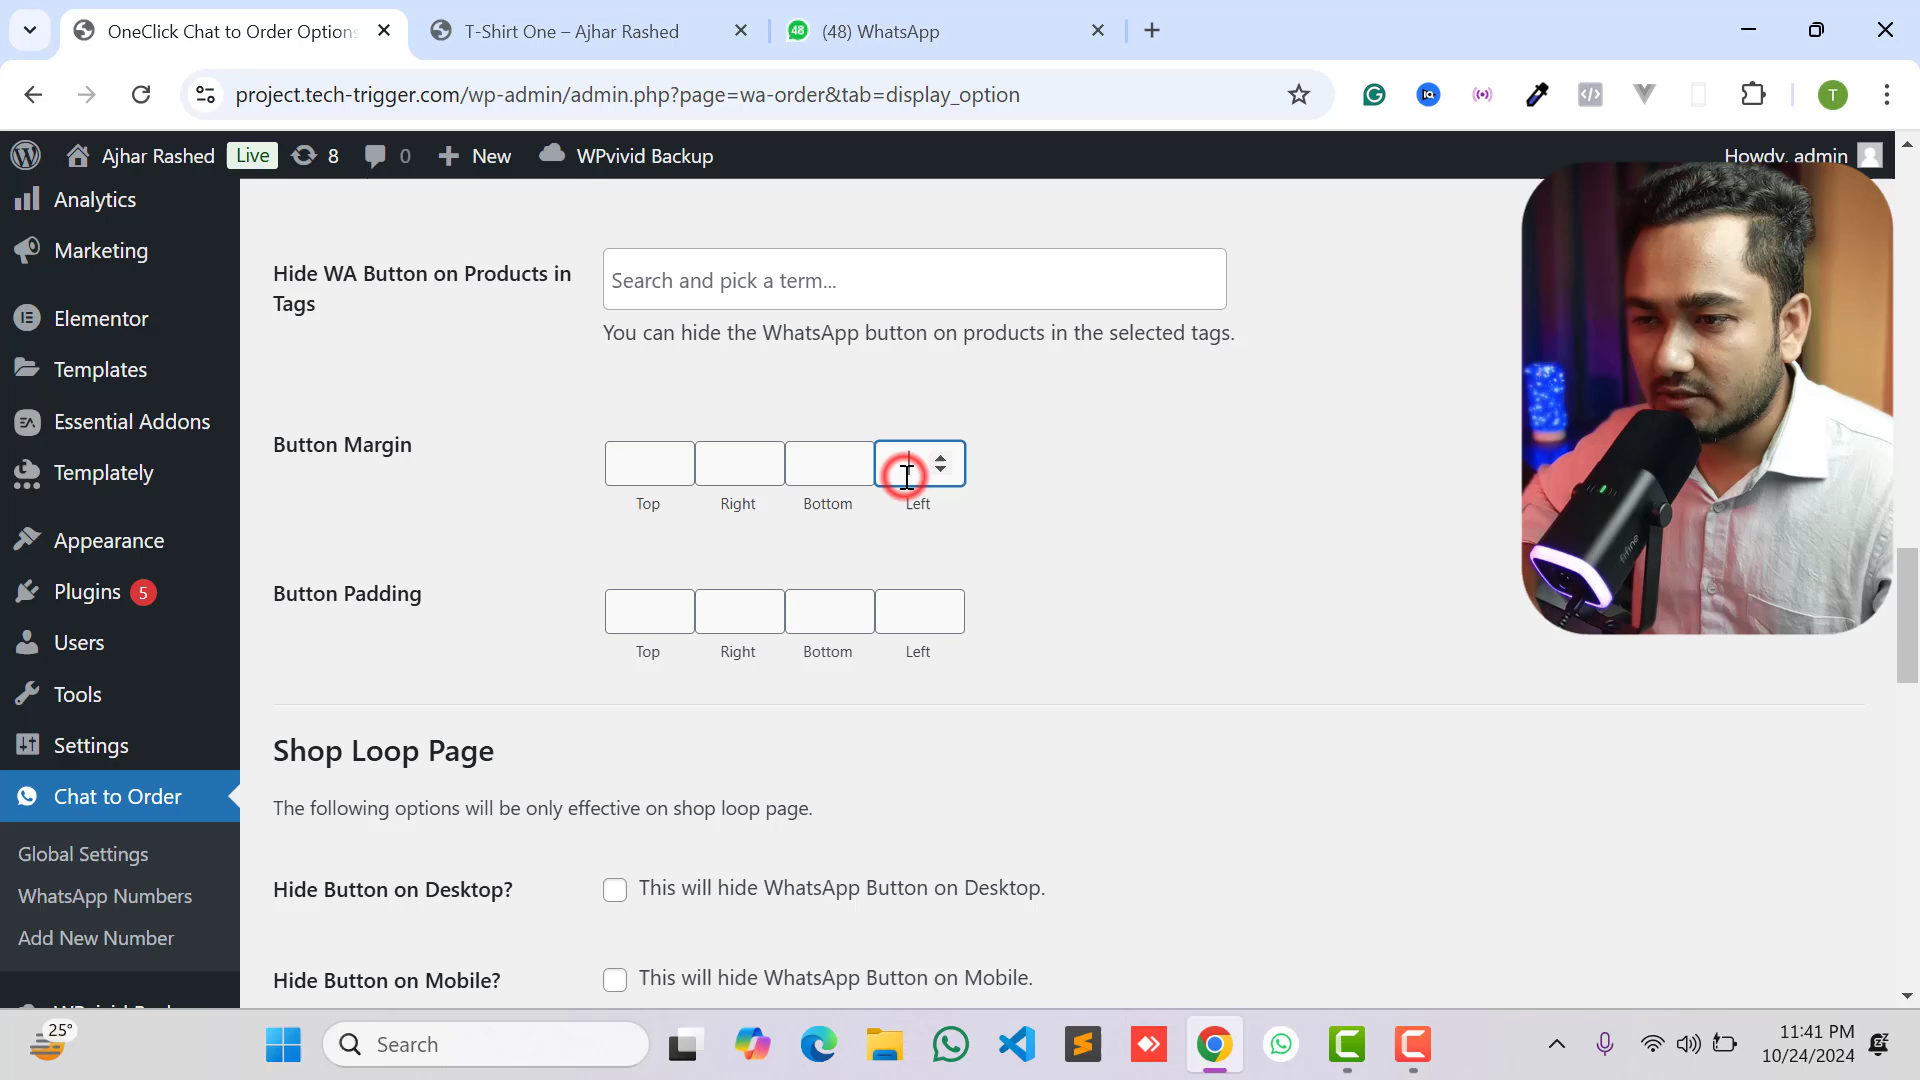 OneClick Chat to Order Options
T-Shirt One – Ajhar Rashed
48
(48) WhatsApp
project.tech-trigger.com/wp-admin/admin.php?page=wa-order&tab=display_option
T
Ajhar Rashed
Live
8
0
New
WPvivid Backup
Howdy, admin
Analytics
Marketing
Elementor
Templates
Essential Addons
Templately
Appearance
Plugins
5
Users
Tools
Settings
Chat to Order
Global Settings
WhatsApp Numbers
Add New Number
Hide WA Button on Products in
Tags
Search and pick a term...
You can hide the WhatsApp button on products in the selected tags.
Button Margin
Top
Right
Bottom
Left
Button Padding
Top
Right
Bottom
Left
Shop Loop Page
The following options will be only effective on shop loop page.
Hide Button on Desktop?
This will hide WhatsApp Button on Desktop.
Hide Button on Mobile?
This will hide WhatsApp Button on Mobile.
fifine
25°
Search
11:41 PM
10/24/2024